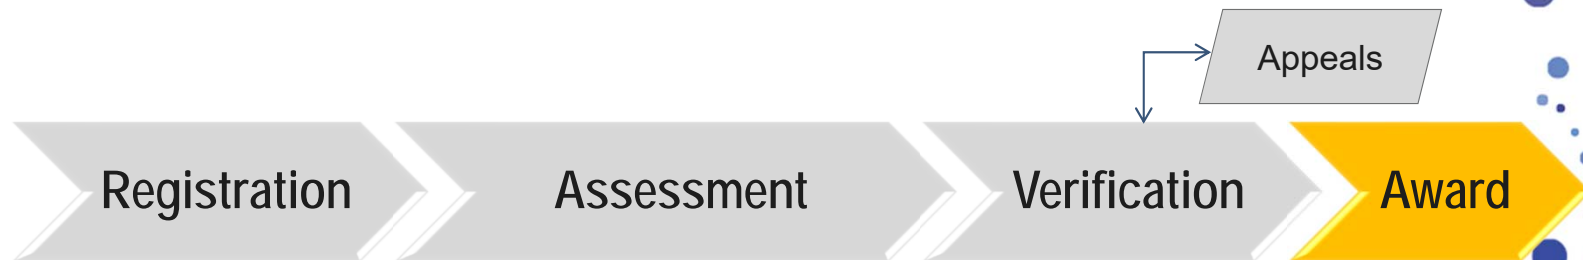 Appeals
Registration
Assessment
Verification
Award